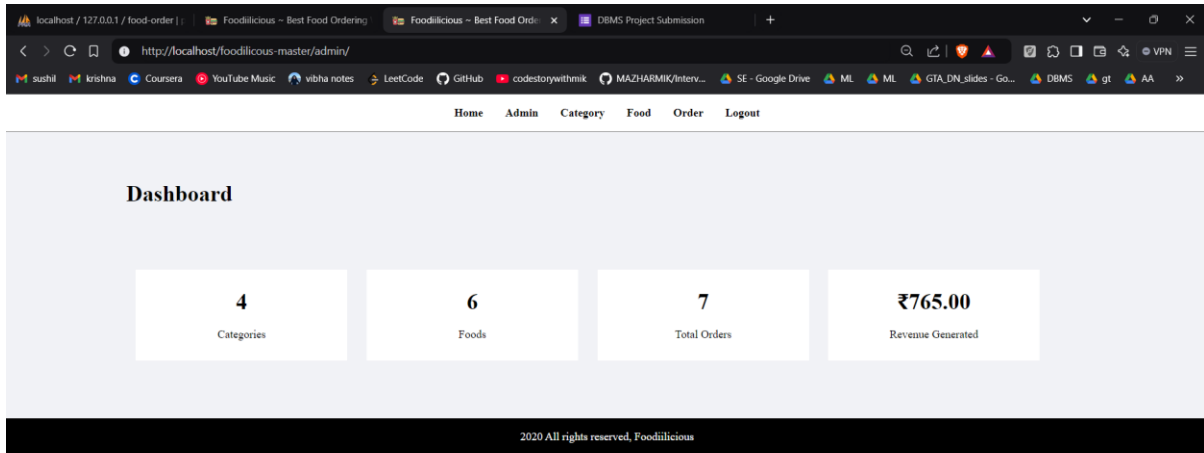 localhost / 127.0.0.1 / food-order | p
Foodiilicious ~ Best Food Ordering
Foodiilicious ~ Best Food Orde
DBMS Project Submission
http://localhost/foodilicous-master/admin/
VPN
sushil krishna Coursera YouTube Music vibha notes LeetCode GitHub codestorywithmik MAZHARMIK/Interv... SE - Google Drive ML ML GTA_DN_slides - Go... DBMS gt AA »
Home Admin Category Food Order Logout
Dashboard
4
Categories
6
Foods
7
Total Orders
₹765.00
Revenue Generated
2020 All rights reserved, Foodiilicious